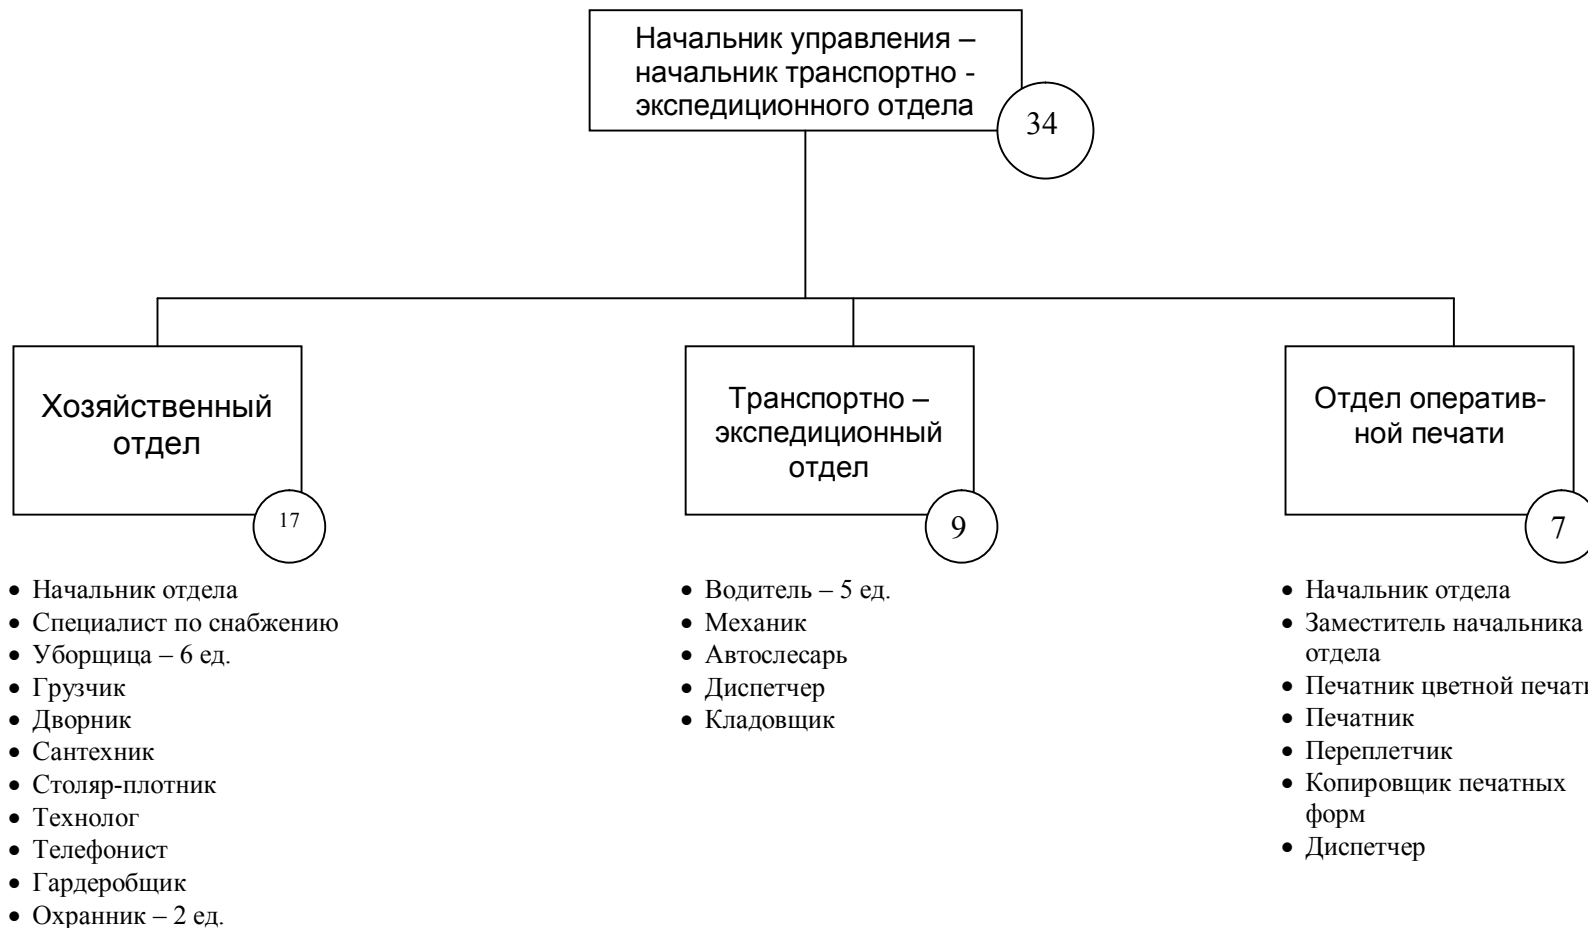 Начальник управления –
начальник транспортно -
экспедиционного отдела
34
Хозяйственный
отдел
17
• Начальник отдела
• Специалист по снабжению
• Уборщица – 6 ед.
• Грузчик
• Дворник
• Сантехник
• Столяр-плотник
• Технолог
• Телефонист
• Гардеробщик
• Охранник – 2 ед.
Транспортно –
экспедиционный
отдел
9
• Водитель – 5 ед.
• Механик
• Автослесарь
• Диспетчер
• Кладовщик
Отдел оператив-
ной печати
7
• Начальник отдела
• Заместитель начальника
отдела
• Печатник цветной печати
• Печатник
• Переплетчик
• Копировщик печатных
форм
• Диспетчер